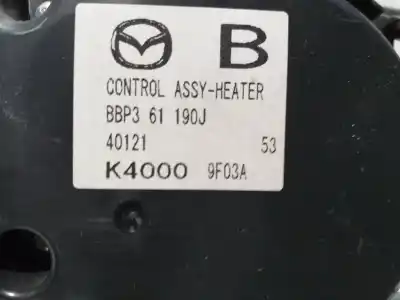 B
CONTROL ASSY-HEATER
BBP3 61 190J
40121 53
K4000 9F03A